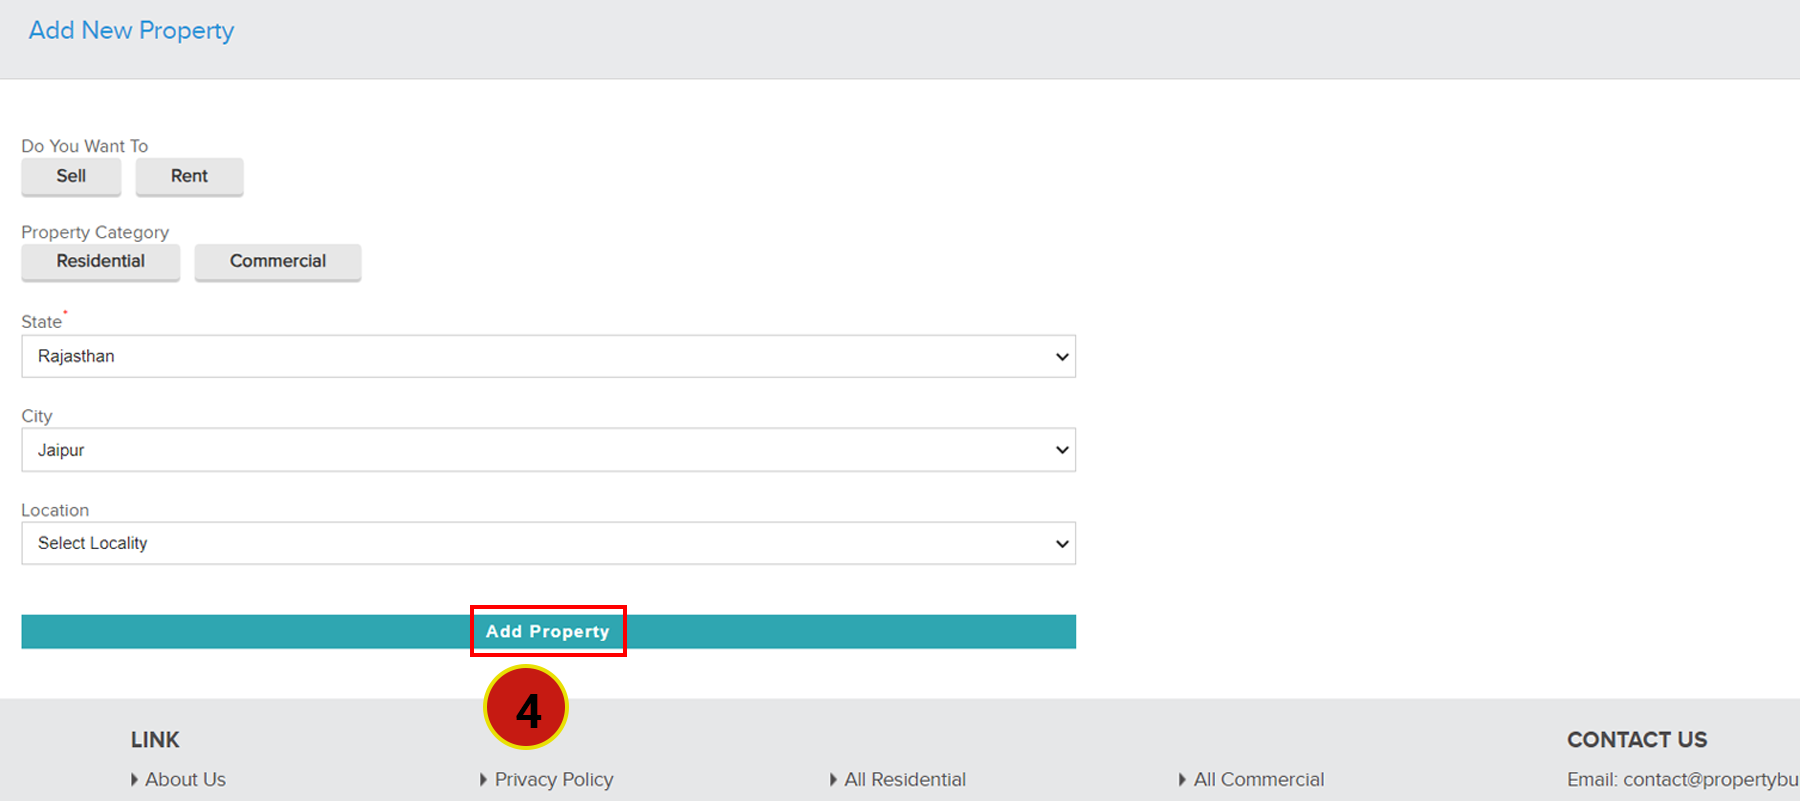 Add New Property
Do You Want To
Sell Rent
Property Category
Residential Commercial
State*
Rajasthan
City
Jaipur
Location
Select Locality
Add Property
4
LINK CONTACT US
About Us Privacy Policy All Residential All Commercial Email: contact@propertybu